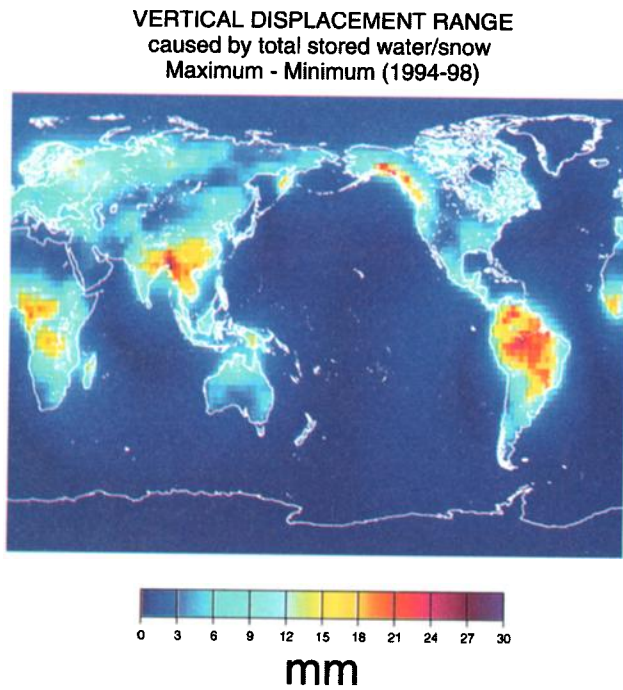 VERTICAL DISPLACEMENT RANGE
caused by total stored water/snow
Maximum - Minimum (1994-98)
0 3 6 9 12 15 18 21 24 27 30
mm